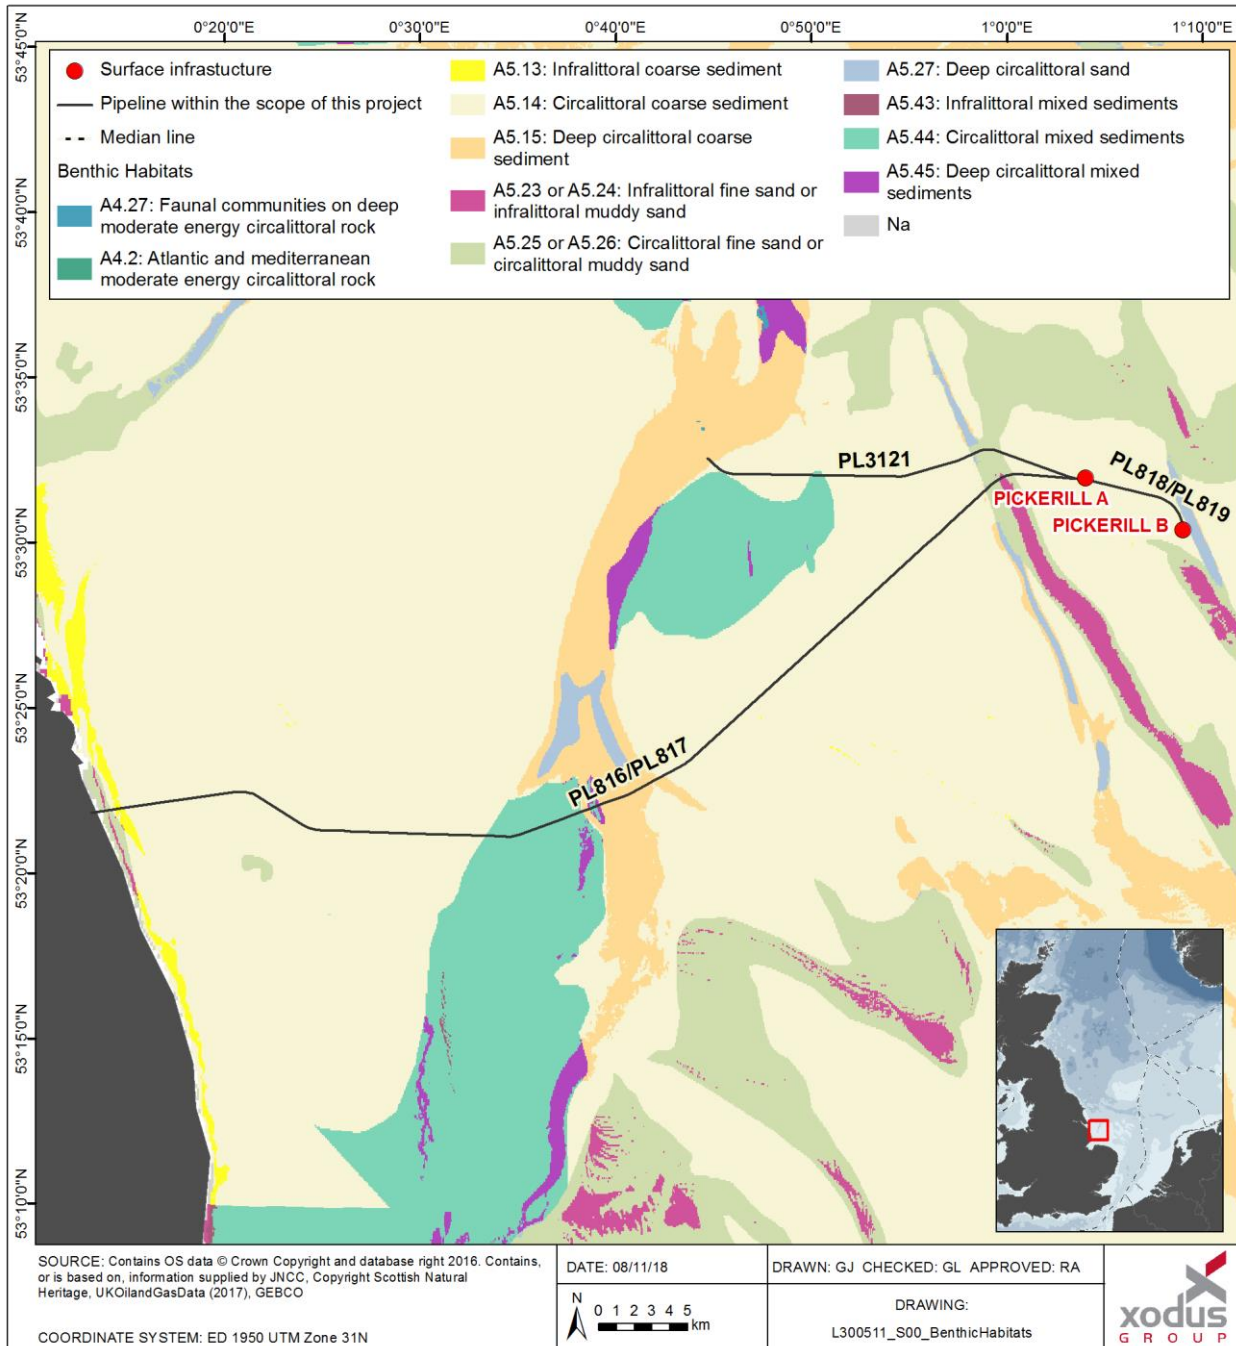 0°20'0"E 0°30'0"E 0°40'0"E 0°50'0"E 1°0'0"E 1°10'0"E
53°45'0"N
53°40'0"N
53°35'0"N
53°30'0"N
53°25'0"N
53°20'0"N
53°15'0"N
53°10'0"N
Surface infrastucture
Pipeline within the scope of this project
Median line
Benthic Habitats
A4.27: Faunal communities on deep
moderate energy circalittoral rock
A4.2: Atlantic and mediterranean
moderate energy circalittoral rock
A5.13: Infralittoral coarse sediment
A5.14: Circalittoral coarse sediment
A5.15: Deep circalittoral coarse
sediment
A5.23 or A5.24: Infralittoral fine sand or
infralittoral muddy sand
A5.25 or A5.26: Circalittoral fine sand or
circalittoral muddy sand
A5.27: Deep circalittoral sand
A5.43: Infralittoral mixed sediments
A5.44: Circalittoral mixed sediments
A5.45: Deep circalittoral mixed
sediments
Na
PL3121
PL818/PL819
PICKERILL A
PICKERILL B
PL816/PL817
SOURCE: Contains OS data © Crown Copyright and database right 2016. Contains,
or is based on, information supplied by JNCC, Copyright Scottish Natural
Heritage, UKOilandGasData (2017), GEBCO
COORDINATE SYSTEM: ED 1950 UTM Zone 31N
DATE: 08/11/18
N
0 1 2 3 4 5
km
DRAWN: GJ CHECKED: GL APPROVED: RA
DRAWING:
L300511_S00_BenthicHabitats
xodus
GROUP